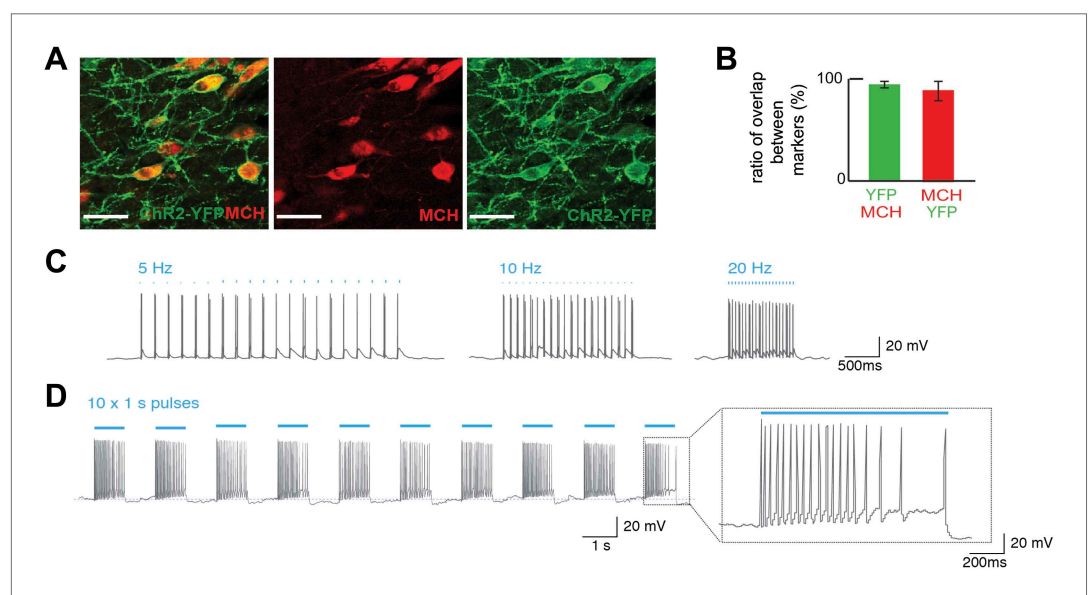 A
ChR2-YFP MCH
MCH
ChR2-YFP
B
ratio of overlap
between
markers (%)
100
0
YFP
MCH
MCH
YFP
C
5 Hz
10 Hz
20 Hz
20 mV
500ms
D
10 x 1 s pulses
20 mV
1 s
20 mV
200ms